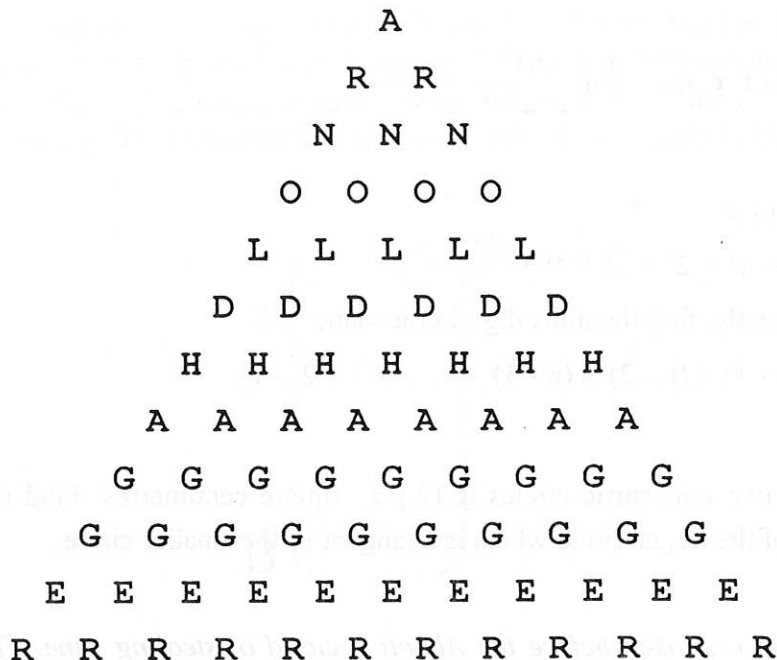 A
R R
N N N
O O O O
L L L L L
D D D D D D
H H H H H H H
A A A A A A A A
G G G G G G G G G
G G G G G G G G G G
E E E E E E E E E E E
R R R R R R R R R R R R